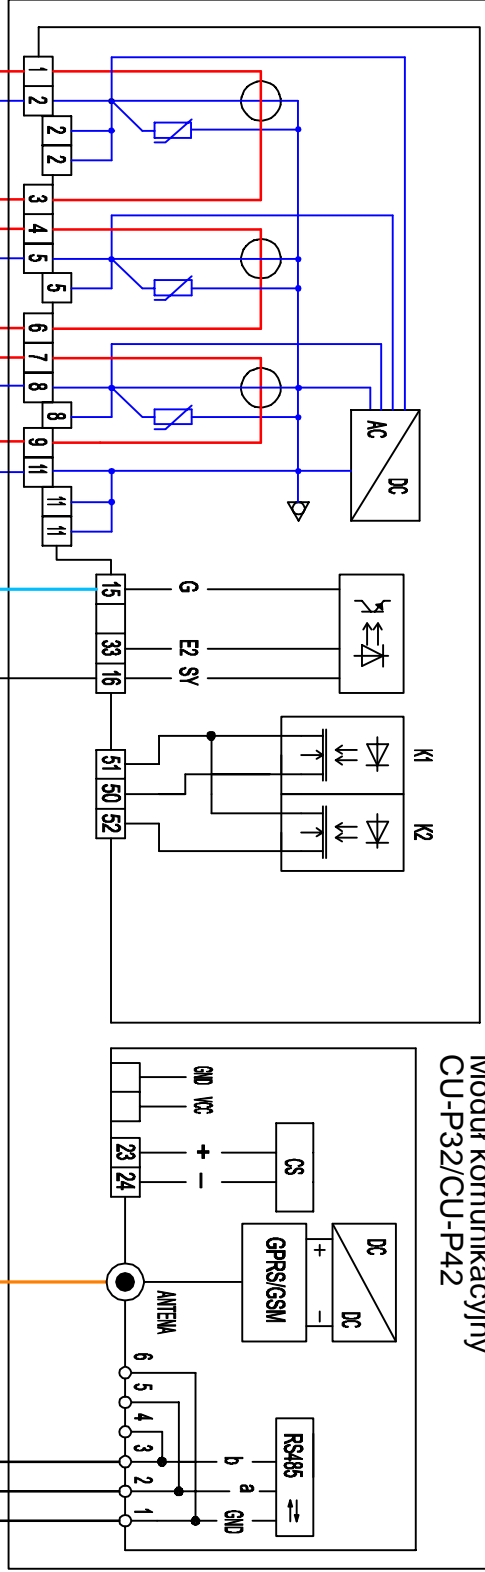 1
2
2
2
3
4
5
5
6
7
8
8
9
11
11
11
AC
DC
15
33
16
G
E2
SY
51
50
52
K1
K2
Moduł komunikacyjny
CU-P32/CU-P42
GND
VCC
23
24
+
−
CS
ANTENA
GPRS/GSM
+
−
DC
DC
6
5
4
3
2
1
b
a
GND
RS485